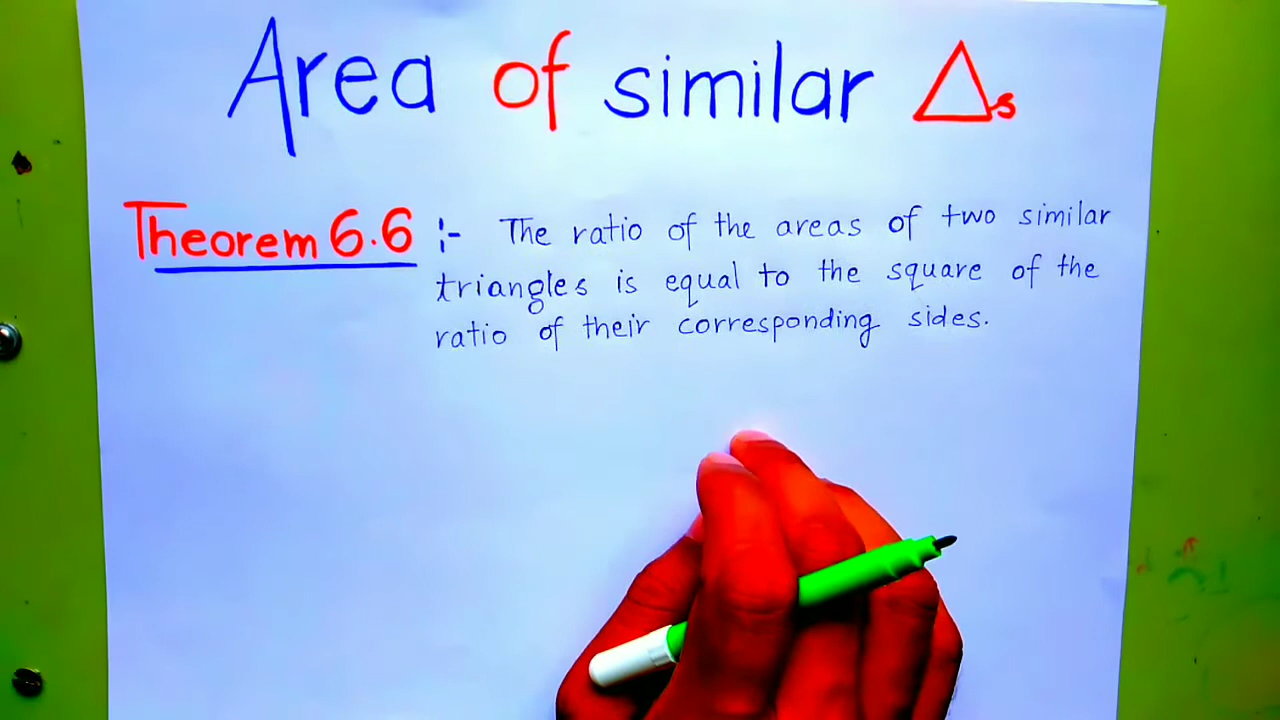 Area of similar Δs
Theorem 6.6 :- The ratio of the areas of two similar
triangles is equal to the square of the
ratio of their corresponding sides.